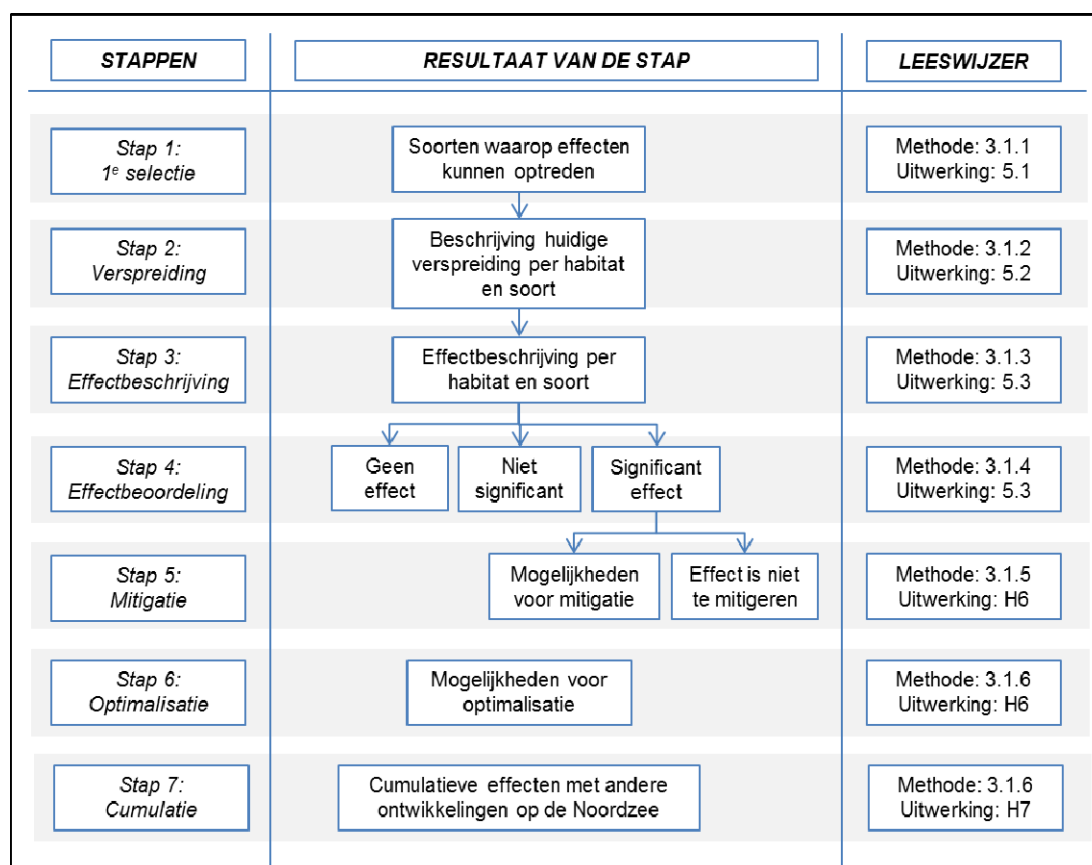 STAPPEN
RESULTAAT VAN DE STAP
LEESWIJZER
Stap 1:
1e selectie
Soorten waarop effecten
kunnen optreden
Methode: 3.1.1
Uitwerking: 5.1
Stap 2:
Verspreiding
Beschrijving huidige
verspreiding per habitat
en soort
Methode: 3.1.2
Uitwerking: 5.2
Stap 3:
Effectbeschrijving
Effectbeschrijving per
habitat en soort
Methode: 3.1.3
Uitwerking: 5.3
Stap 4:
Effectbeoordeling
Geen
effect
Niet
significant
Significant
effect
Methode: 3.1.4
Uitwerking: 5.3
Stap 5:
Mitigatie
Mogelijkheden
voor mitigatie
Effect is niet
te mitigeren
Methode: 3.1.5
Uitwerking: H6
Stap 6:
Optimalisatie
Mogelijkheden voor
optimalisatie
Methode: 3.1.6
Uitwerking: H6
Stap 7:
Cumulatie
Cumulatieve effecten met andere
ontwikkelingen op de Noordzee
Methode: 3.1.6
Uitwerking: H7